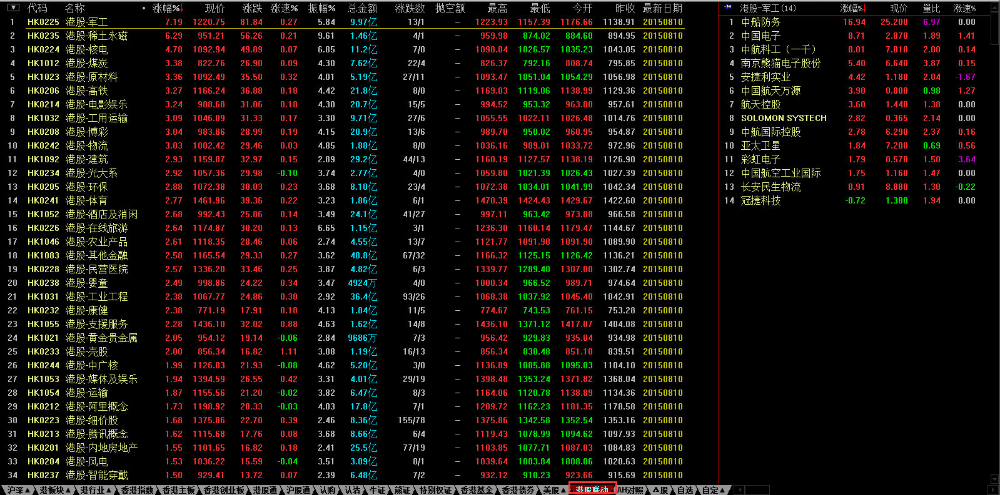 代码 名称 • 涨幅%↓ 现价 涨跌 涨速% 振幅% 总金额 涨跌数 抛空额 最高 最低 今开 昨收 最新日期 港股-军工(14) 涨幅%↓ 现价 量比 涨速%
1 HK0225 港股-军工 7.19 1220.75 81.84 0.27 5.84 9.97亿 13/1 — 1223.93 1157.39 1176.66 1138.91 20150810 1 中船防务 16.94 25.200 6.97 0.00
2 HK0235 港股-稀土永磁 6.29 951.21 56.26 0.21 9.61 1.46亿 4/1 — 959.98 874.02 884.60 894.95 20150810 2 中国电子 8.71 2.870 1.89 1.41
3 HK0224 港股-核电 4.78 1092.94 49.89 0.07 6.85 11.2亿 7/0 — 1098.04 1026.57 1035.23 1043.05 20150810 3 中航科工（一千） 8.01 7.010 2.00 0.14
4 HK1012 港股-煤炭 3.38 822.76 26.90 0.09 4.30 7.62亿 22/4 — 826.37 792.16 808.74 795.85 20150810 4 南京熊猫电子股份 5.40 6.640 3.87 0.15
5 HK1023 港股-原材料 3.36 1092.49 35.50 0.32 4.01 5.19亿 27/11 — 1093.47 1051.04 1054.29 1056.98 20150810 5 安捷利实业 4.42 1.180 2.04 -1.67
6 HK0206 港股-高铁 3.27 1166.24 36.88 0.18 4.42 21.8亿 8/0 — 1169.03 1119.06 1138.99 1129.36 20150810 6 中国航天万源 3.90 0.800 0.98 1.27
7 HK0214 港股-电影娱乐 3.24 988.68 31.06 0.18 4.30 20.7亿 15/5 — 994.52 953.32 963.80 957.61 20150810 7 航天控股 3.60 1.440 1.38 0.00
8 HK1032 港股-工用运输 3.09 1046.09 31.33 0.17 3.30 9.71亿 27/6 — 1055.55 1022.11 1026.48 1014.76 20150810 8 SOLOMON SYSTECH 2.82 0.365 2.14 0.00
9 HK0208 港股-博彩 3.04 983.86 28.99 0.19 4.15 20.9亿 13/6 — 989.70 950.02 960.95 954.87 20150810 9 中航国际控股 2.78 6.290 2.37 0.16
10 HK0242 港股-物流 3.03 1002.42 29.46 0.03 4.85 1.88亿 8/0 — 1036.16 989.01 1033.72 972.96 20150810 10 亚太卫星 1.84 7.200 0.69 0.56
11 HK1092 港股-建筑 2.93 1159.87 32.97 0.15 2.89 29.2亿 44/13 — 1160.19 1127.57 1138.19 1126.90 20150810 11 彩虹电子 1.79 0.570 1.50 3.64
12 HK0234 港股-光大系 2.92 1057.36 29.98 -0.10 3.74 2.77亿 4/0 — 1059.80 1021.39 1026.43 1027.39 20150810 12 中国航空工业国际 1.75 1.160 1.47 0.00
13 HK0205 港股-环保 2.88 1072.38 30.03 0.23 3.68 8.10亿 23/4 — 1072.38 1034.01 1041.99 1042.34 20150810 13 长安民生物流 0.91 8.880 1.30 -0.22
14 HK0241 港股-体育 2.77 1461.96 39.36 0.22 3.23 1.86亿 6/1 — 1470.39 1424.43 1429.67 1422.60 20150810 14 冠捷科技 -0.72 1.380 1.94 0.00
15 HK1052 港股-酒店及消闲 2.68 992.43 25.86 0.14 3.49 24.1亿 41/27 — 997.11 963.42 973.88 966.58 20150810
16 HK0226 港股-在线旅游 2.64 1174.87 30.20 0.13 6.65 1.15亿 3/1 — 1236.30 1160.14 1179.47 1144.67 20150810
17 HK1046 港股-农业产品 2.61 1118.35 28.46 0.06 2.74 4.55亿 13/7 — 1121.77 1091.90 1091.90 1089.90 20150810
18 HK1083 港股-其他金融 2.58 1165.54 29.33 0.27 3.62 48.8亿 67/32 — 1166.32 1125.15 1126.42 1136.21 20150810
19 HK0228 港股-民营医院 2.57 1336.20 33.46 0.25 3.87 4.82亿 6/3 — 1339.77 1289.40 1307.00 1302.74 20150810
20 HK0238 港股-婴童 2.49 998.86 24.22 0.34 3.47 4924万 4/0 — 1000.34 966.52 989.71 974.64 20150810
21 HK1031 港股-工业工程 2.38 1067.77 24.86 0.30 2.92 36.4亿 93/26 — 1068.38 1037.92 1045.40 1042.91 20150810
22 HK0232 港股-康健 2.38 771.19 17.91 0.18 4.13 1.84亿 11/5 — 774.67 743.53 761.15 753.28 20150810
23 HK1055 港股-支援服务 2.28 1436.10 32.02 0.88 4.63 1.62亿 14/8 — 1436.10 1371.12 1417.07 1404.08 20150810
24 HK1021 港股-黄金贵金属 2.05 954.12 19.14 -0.06 2.84 9686万 7/3 — 956.42 929.83 935.04 934.98 20150810
25 HK0233 港股-壳股 2.00 856.34 16.82 1.11 3.08 1.19亿 16/13 — 856.34 830.48 851.10 839.51 20150810
26 HK0244 港股-中广核 1.99 1126.03 21.93 -0.08 4.62 5.20亿 3/0 — 1136.89 1085.88 1095.03 1104.10 20150810
27 HK1053 港股-媒体及娱乐 1.94 1394.59 26.55 0.42 3.31 4.01亿 29/19 — 1398.48 1353.24 1371.82 1368.04 20150810
28 HK1054 港股-运输 1.87 1155.56 21.20 -0.02 3.82 6.47亿 8/3 — 1164.06 1120.78 1138.89 1134.36 20150810
29 HK0212 港股-阿里概念 1.73 1198.92 20.33 -0.03 4.03 17.8亿 7/1 — 1209.72 1162.23 1181.35 1178.58 20150810
30 HK0223 港股-细价股 1.68 1375.86 22.70 0.39 2.46 8.36亿 155/78 — 1375.86 1342.58 1352.54 1353.16 20150810
31 HK0213 港股-腾讯概念 1.62 1115.68 17.76 0.08 3.68 8.66亿 6/4 — 1119.43 1078.99 1094.62 1097.93 20150810
32 HK0201 港股-内地房地产 1.55 1101.65 16.82 0.18 2.41 25.5亿 77/19 — 1103.85 1077.71 1087.03 1084.83 20150810
33 HK0204 港股-风电 1.53 1036.22 15.59 -0.04 3.51 3.09亿 8/1 — 1039.64 1003.84 1008.06 1020.63 20150810
34 HK0237 港股-智能穿戴 1.50 929.41 13.72 0.07 2.39 6.48亿 7/2 — 932.12 910.23 923.66 915.69 20150810
沪深▲ 港板块▲ 港行业▲ 香港指数 香港主板 香港创业板 港股通 沪股通 认购 认沽 牛证 熊证 特别权证 香港基金 香港债券 美股▲ 港股联动 AH对照 A股 自选 自定▲